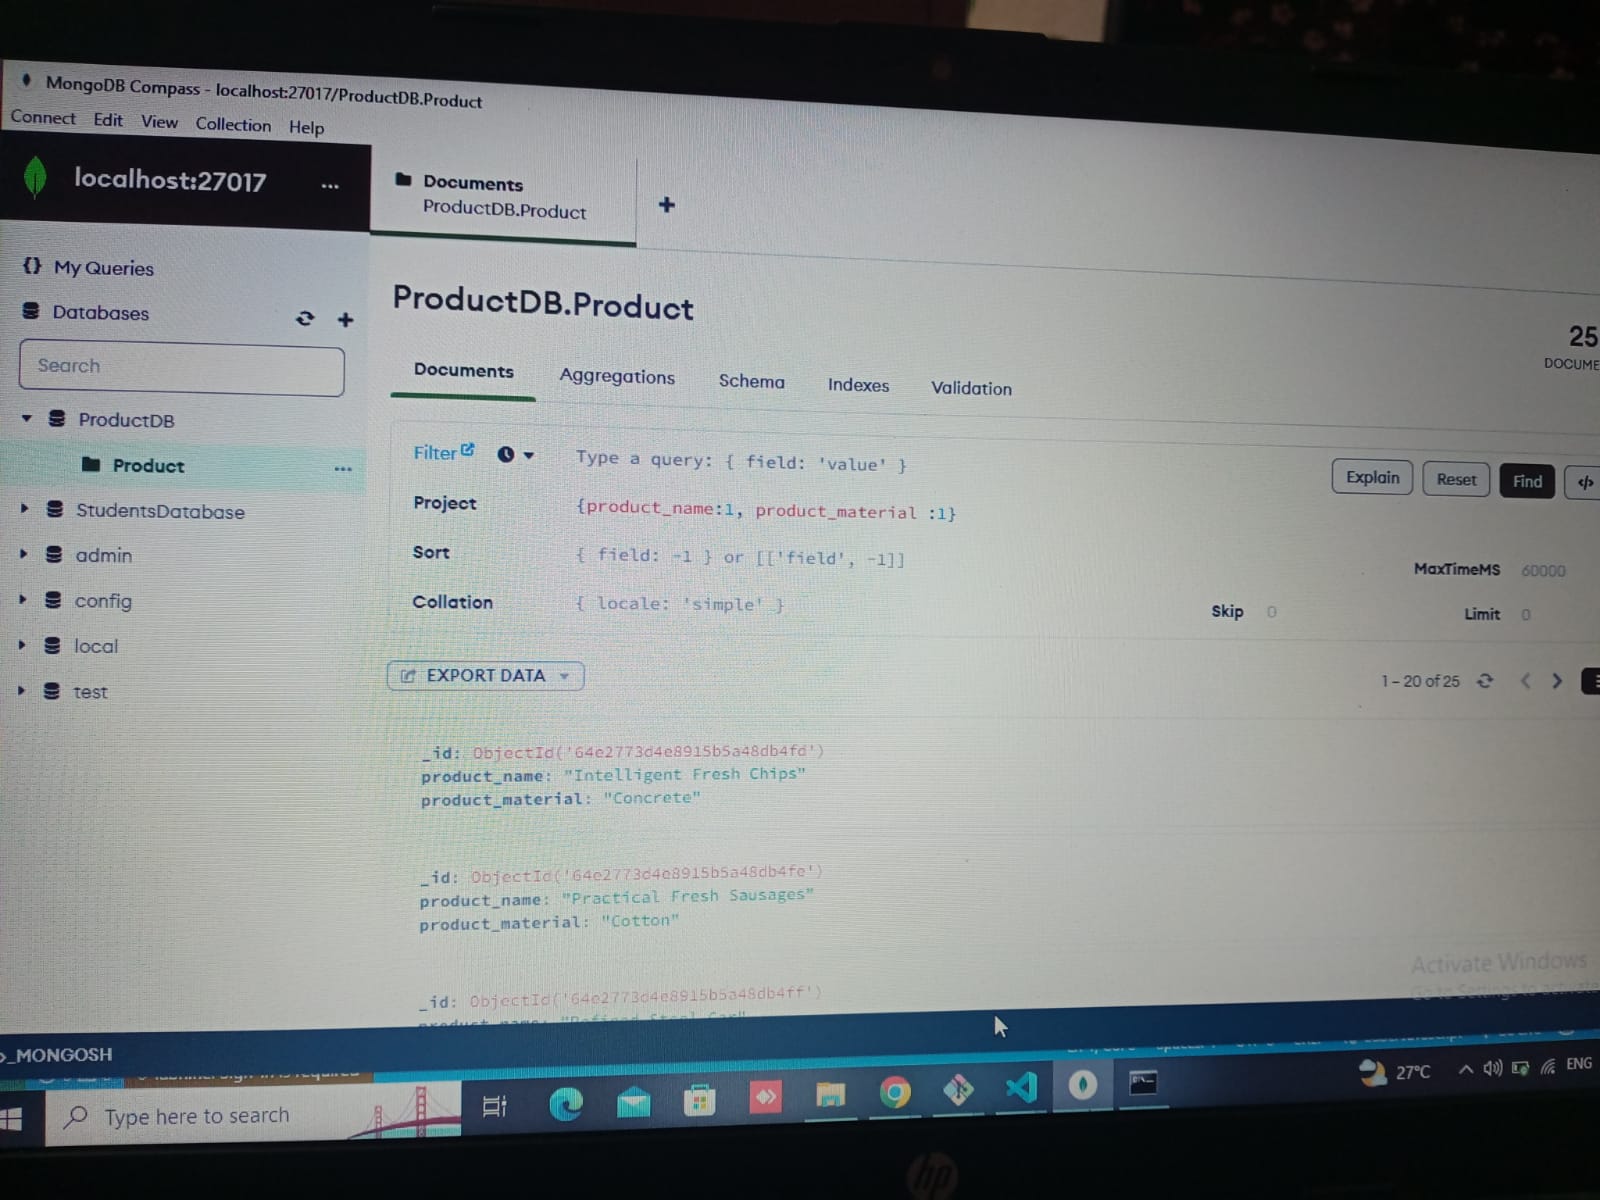 MongoDB Compass - localhost:27017/ProductDB.Product
Connect Edit View Collection Help
localhost:27017 ...
Documents
ProductDB.Product
+
{} My Queries
Databases
+
Search
ProductDB
Product ...
StudentsDatabase
admin
config
local
test
ProductDB.Product
25
DOCUME
Documents Aggregations Schema Indexes Validation
Filter Type a query: { field: 'value' }
Explain Reset Find </>
Project {product_name:1, product_material :1}
Sort { field: -1 } or [['field', -1]]
MaxTimeMS 60000
Collation { locale: 'simple' }
Skip 0 Limit 0
EXPORT DATA
1 – 20 of 25
_id: ObjectId('64e2773d4e8915b5a48db4fd')
product_name: "Intelligent Fresh Chips"
product_material: "Concrete"
_id: ObjectId('64e2773d4e8915b5a48db4fe')
product_name: "Practical Fresh Sausages"
product_material: "Cotton"
_id: ObjectId('64e2773d4e8915b5a48db4ff')
Activate Windows
>_MONGOSH
Type here to search
27°C
ENG
hp